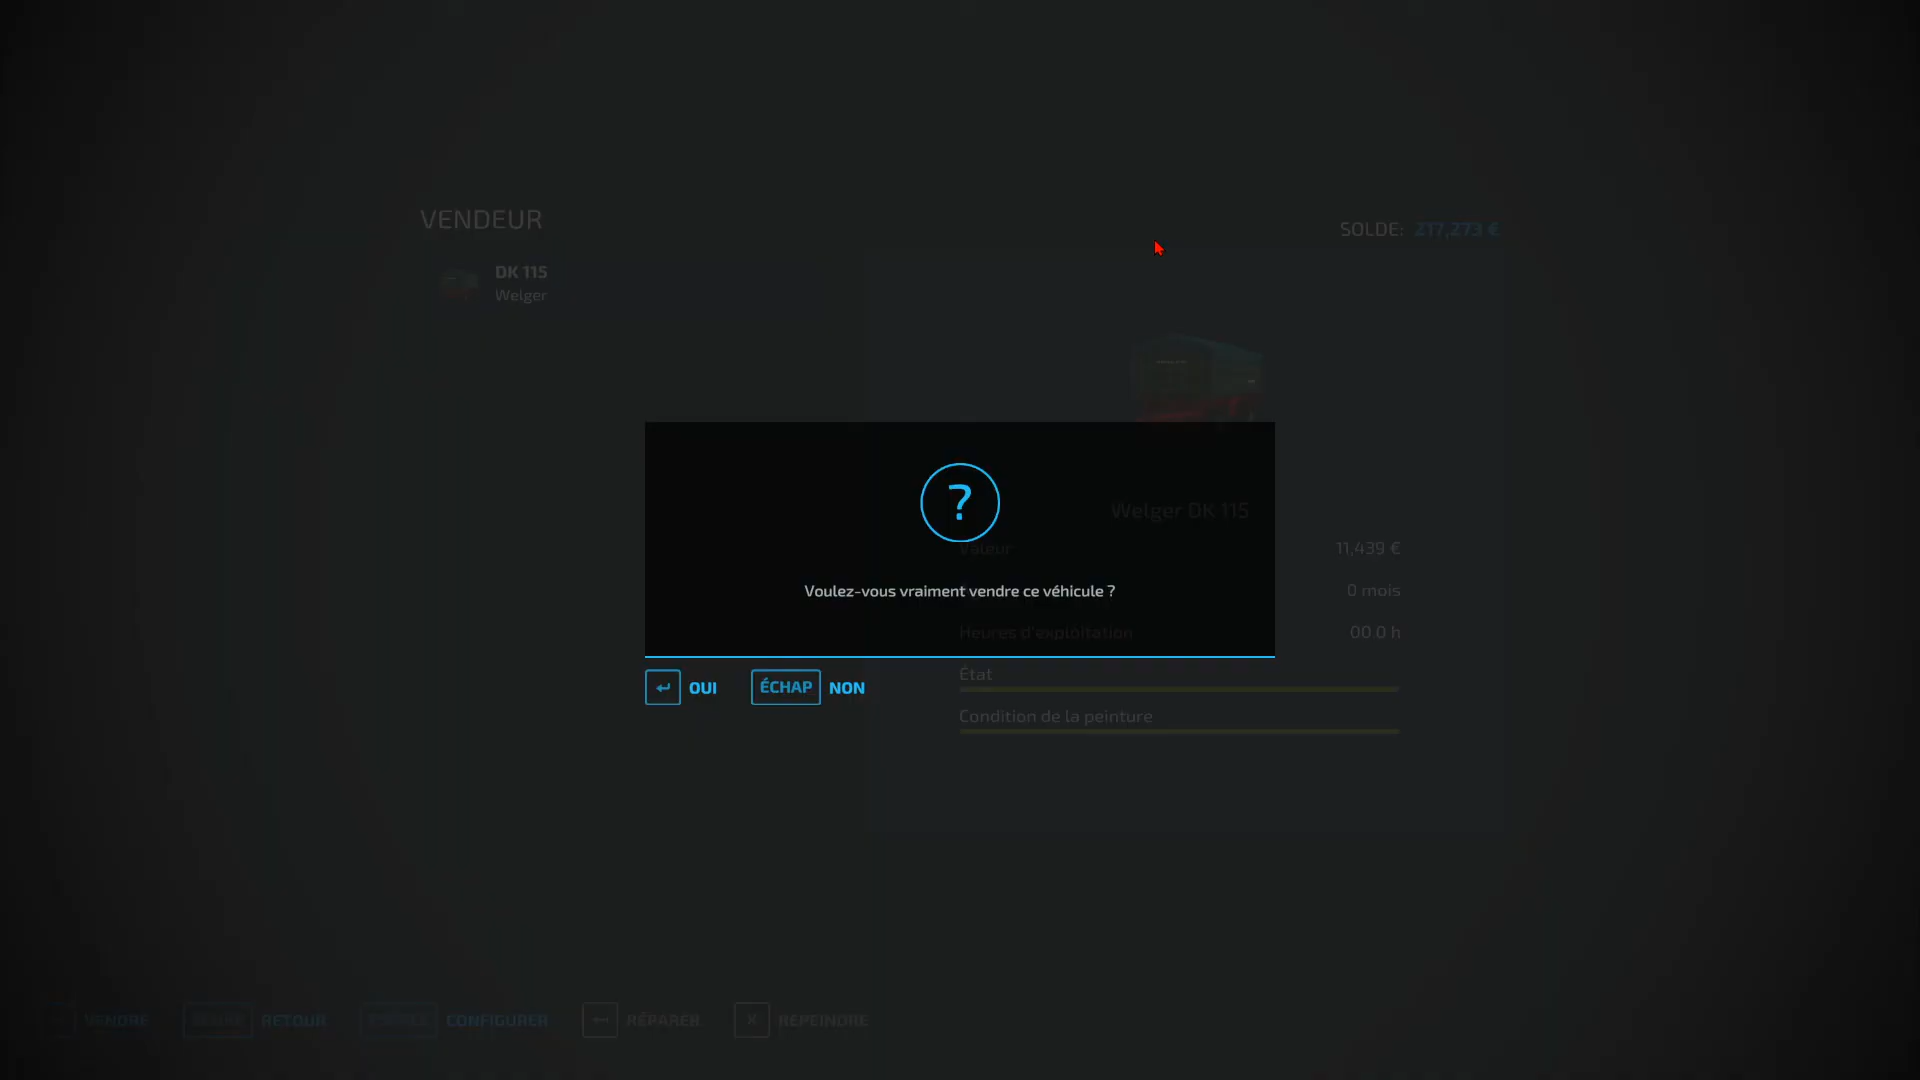 VENDEUR
SOLDE: 217,273 €
DK 115
Welger
?
Welger DK 115
Valeur
11,439 €
Voulez-vous vraiment vendre ce véhicule ?
0 mois
Heures d'exploitation
00.0 h
État
OUI
ÉCHAP
NON
Condition de la peinture
VENDRE
RETOUR
CONFIGURER
RÉPARER
X
REPEINDRE